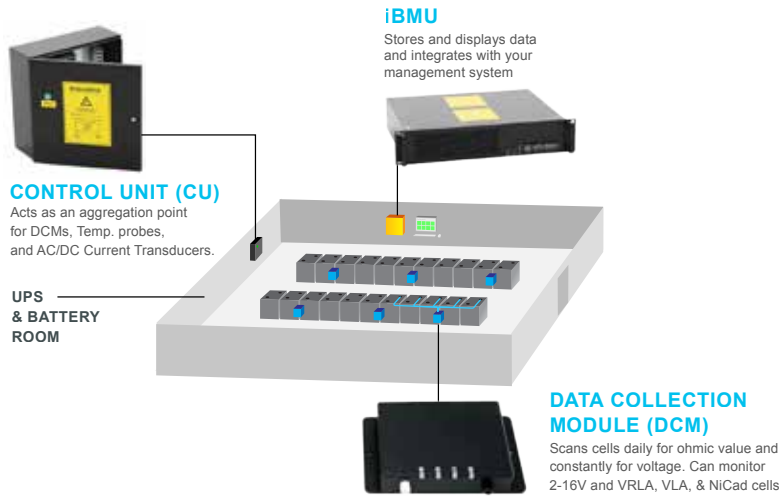 iBMU
Stores and displays data
and integrates with your
management system
CONTROL UNIT (CU)
Acts as an aggregation point
for DCMs, Temp. probes,
and AC/DC Current Transducers.
UPS
& BATTERY
ROOM
DATA COLLECTION
MODULE (DCM)
Scans cells daily for ohmic value and
constantly for voltage. Can monitor
2-16V and VRLA, VLA, & NiCad cells